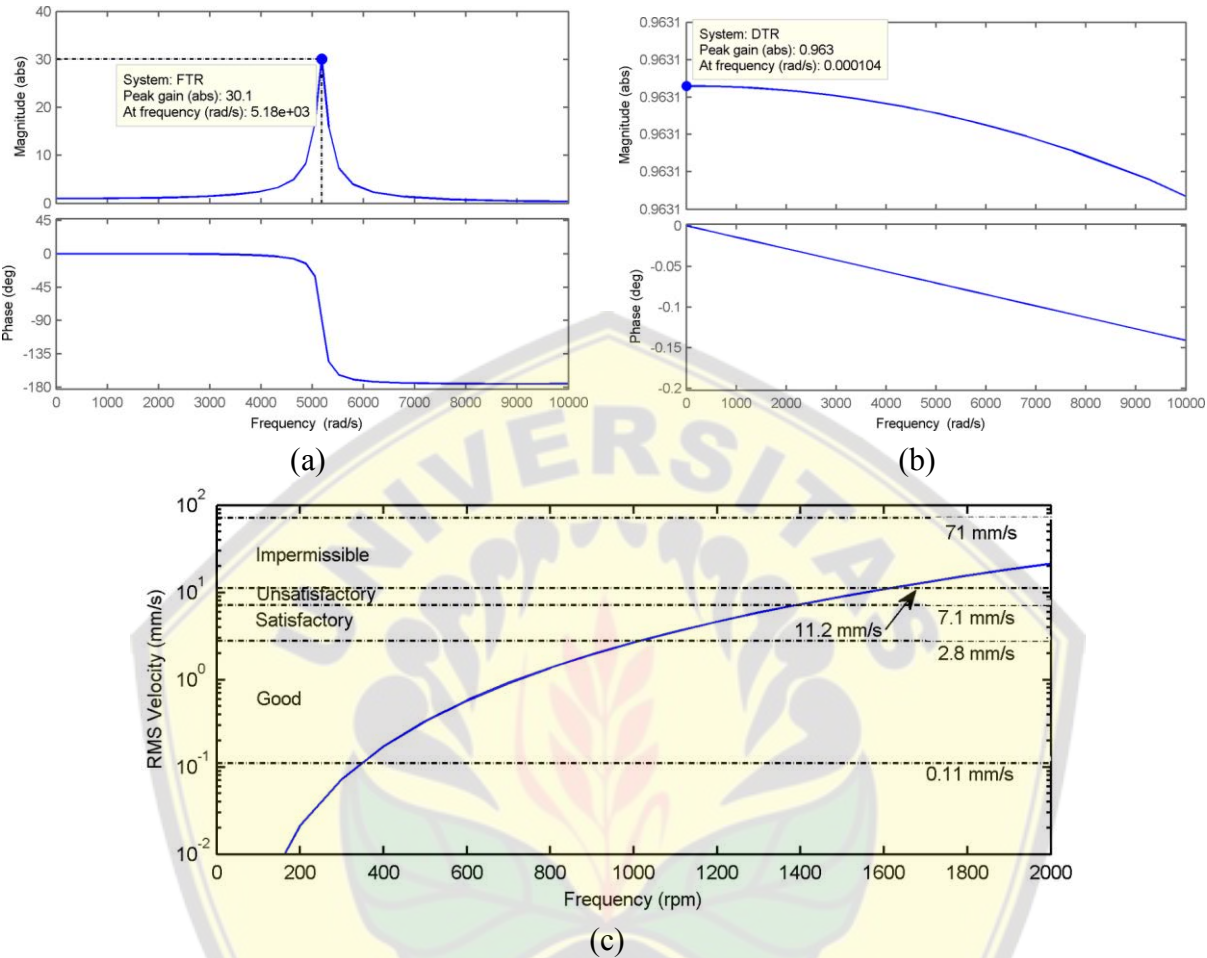 40
30
20
10
0
Magnitude (abs)
System: FTR
Peak gain (abs): 30.1
At frequency (rad/s): 5.18e+03
45
0
-45
-90
-135
-180
Phase (deg)
0 1000 2000 3000 4000 5000 6000 7000 8000 9000 10000
Frequency (rad/s)
(a)
0.9631
0.9631
0.9631
0.9631
0.9631
0.9631
Magnitude (abs)
System: DTR
Peak gain (abs): 0.963
At frequency (rad/s): 0.000104
0
-0.05
-0.1
-0.15
-0.2
Phase (deg)
0 1000 2000 3000 4000 5000 6000 7000 8000 9000 10000
Frequency (rad/s)
(b)
UNIVERSITAS
10^2
10^1
10^0
10^-1
10^-2
RMS Velocity (mm/s)
71 mm/s
Impermissible
Unsatisfactory
Satisfactory
11.2 mm/s
7.1 mm/s
2.8 mm/s
Good
0.11 mm/s
0 200 400 600 800 1000 1200 1400 1600 1800 2000
Frequency (rpm)
(c)